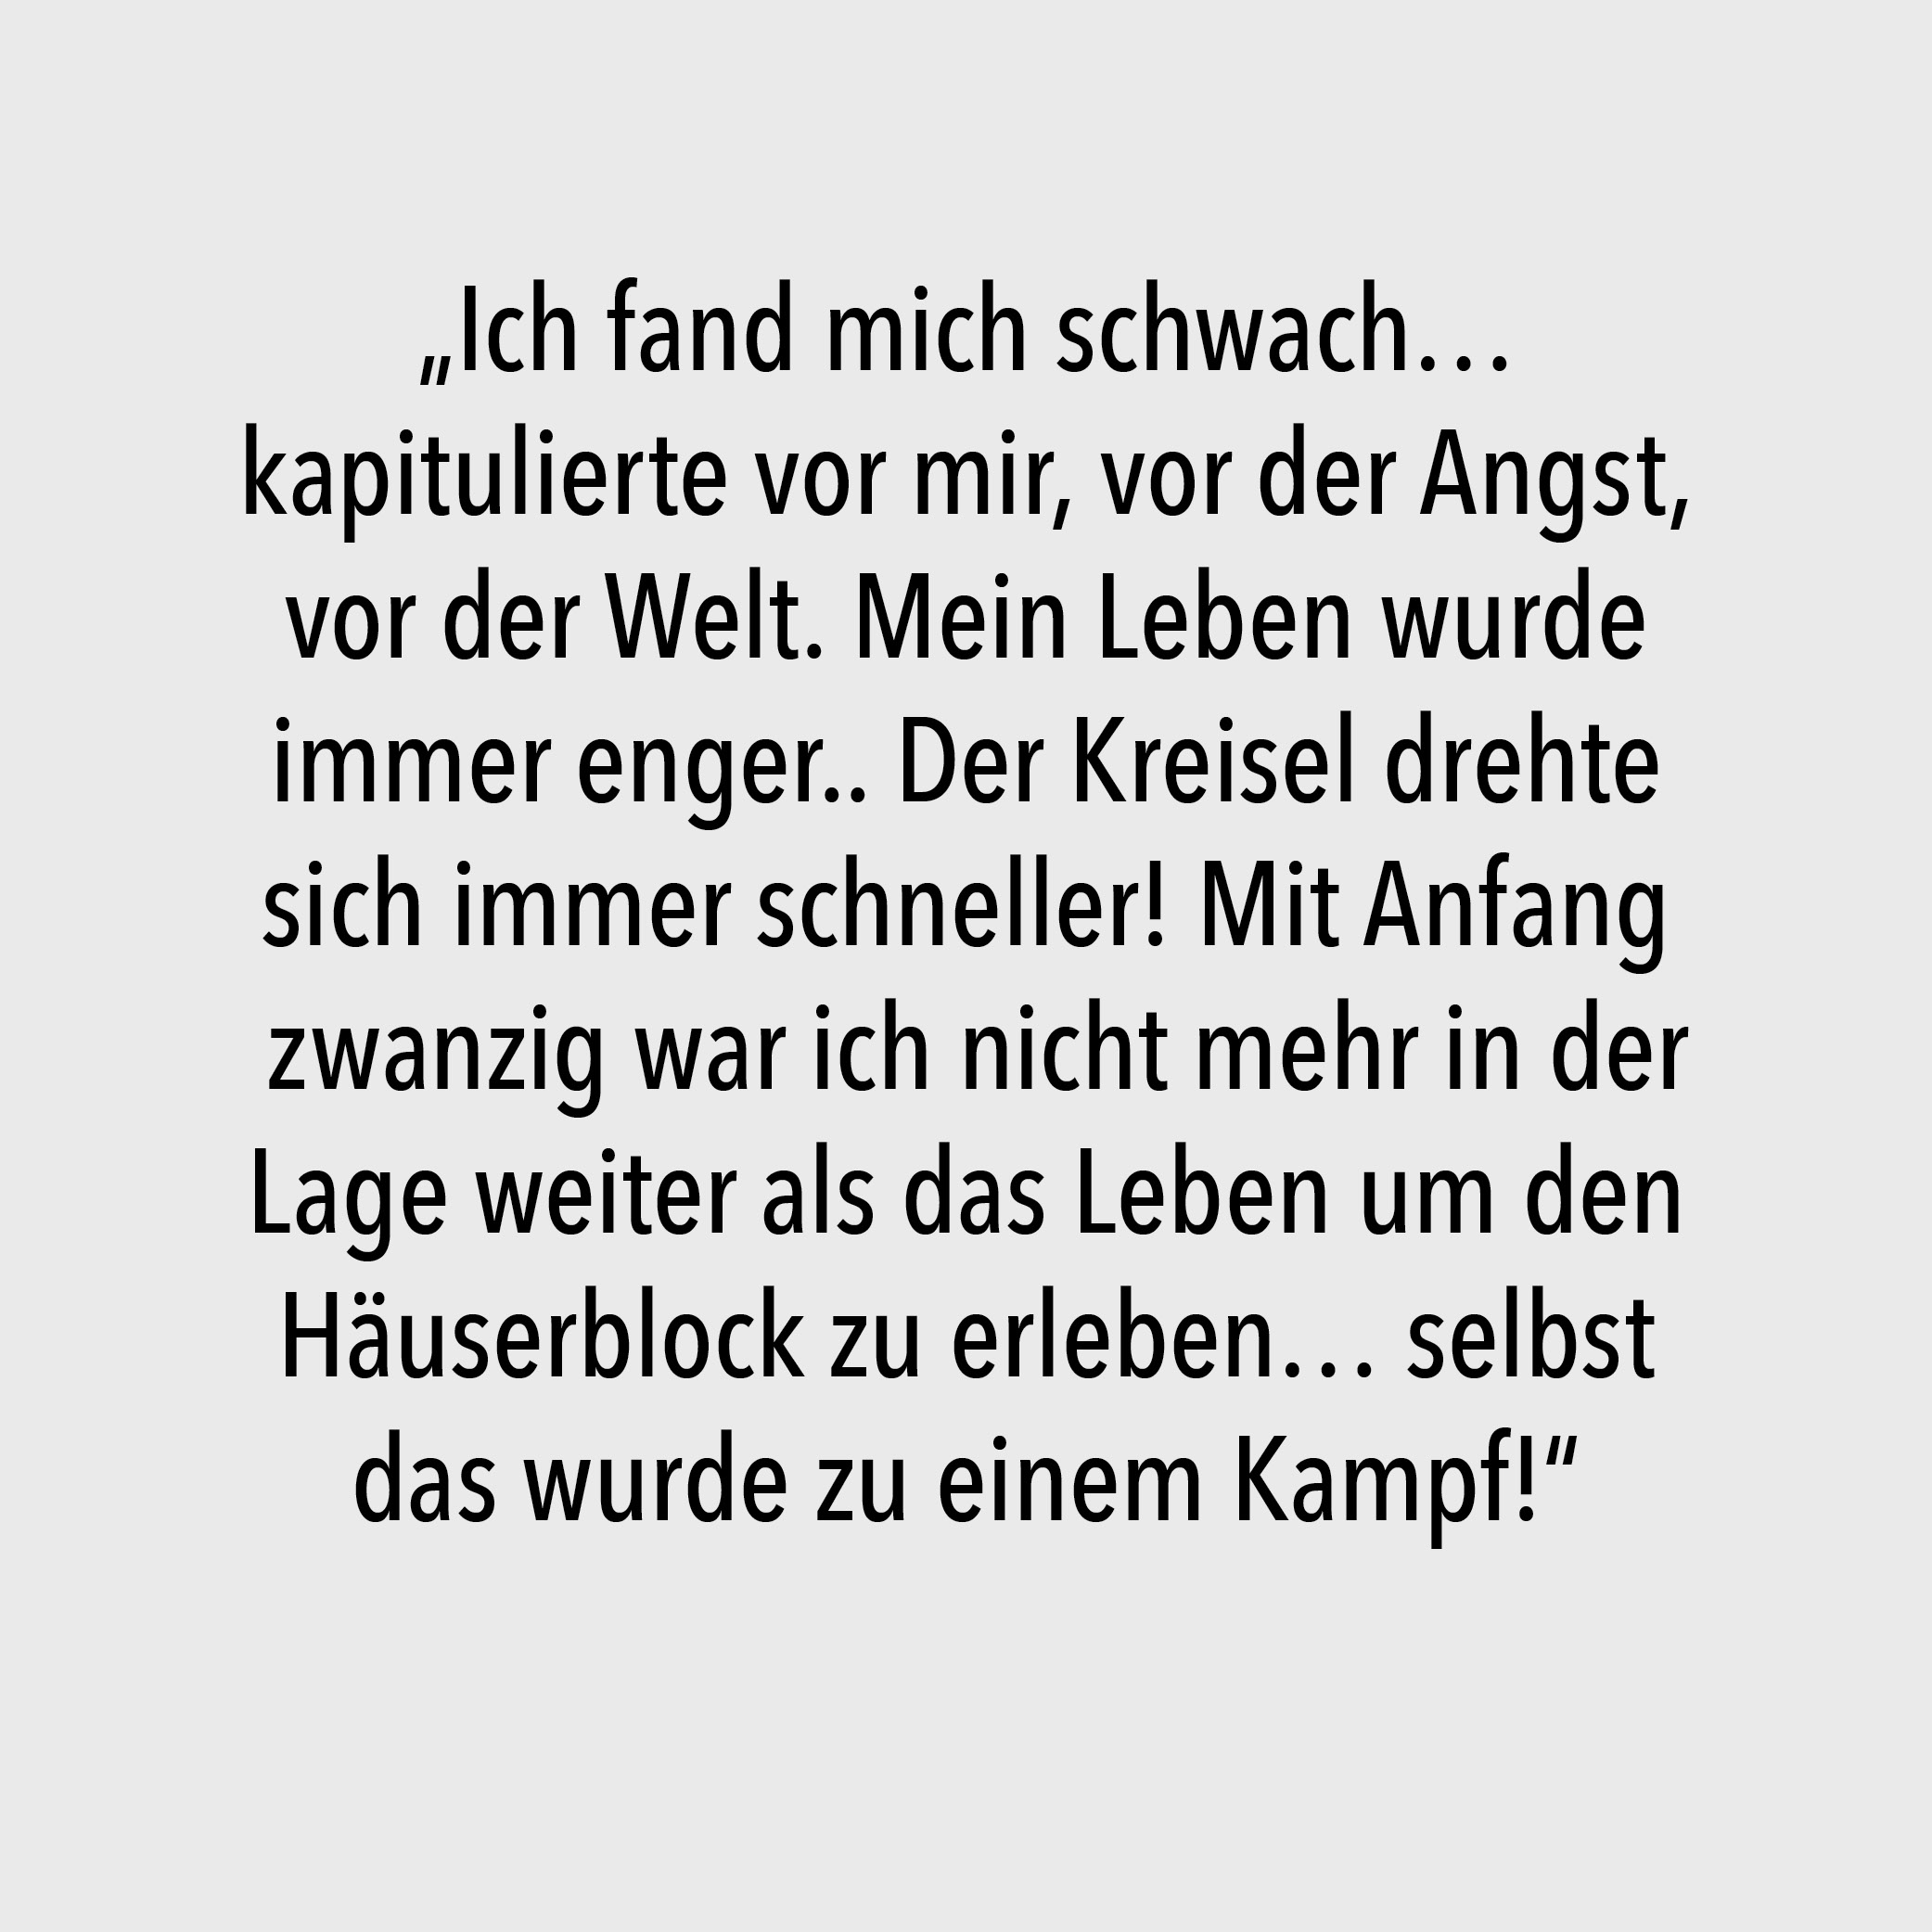 „Ich fand mich schwach…
kapitulierte vor mir, vor der Angst,
vor der Welt. Mein Leben wurde
immer enger.. Der Kreisel drehte
sich immer schneller! Mit Anfang
zwanzig war ich nicht mehr in der
Lage weiter als das Leben um den
Häuserblock zu erleben… selbst
das wurde zu einem Kampf!“